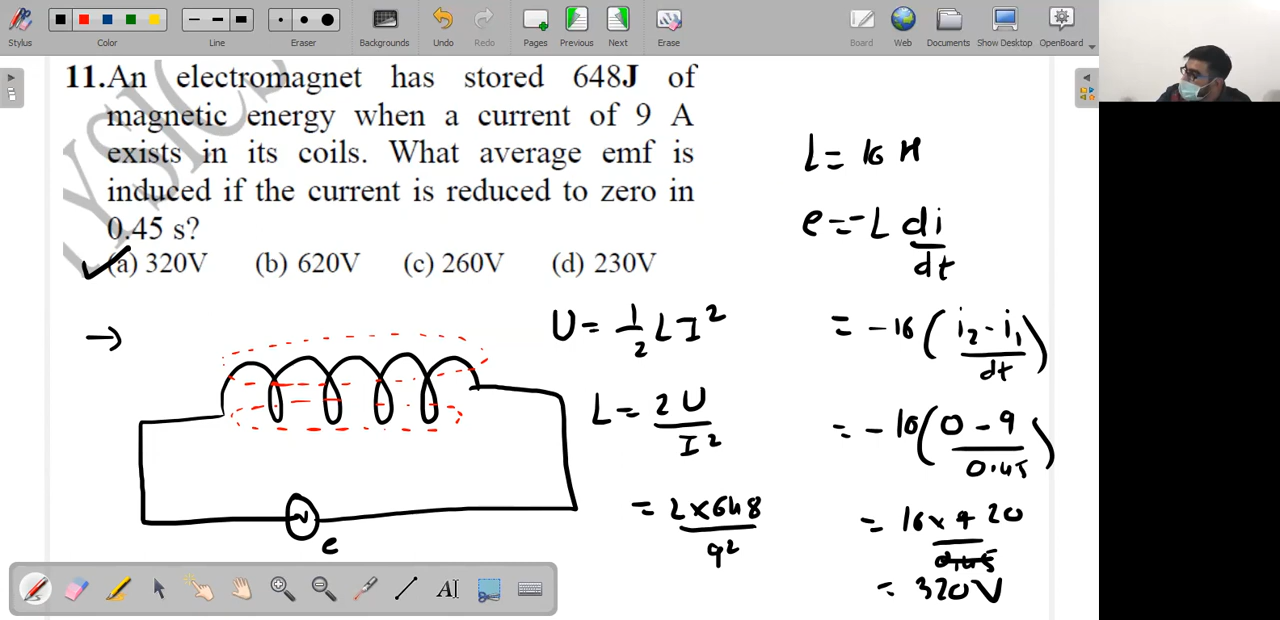 Stylus
Color
Line
Eraser
Backgrounds
Undo
Redo
Pages
Previous
Next
Erase
Board
Web
Documents
Show Desktop
OpenBoard
11. An electromagnet has stored 648J of
magnetic energy when a current of 9 A
exists in its coils. What average emf is
induced if the current is reduced to zero in
0.45 s?
(a) 320V (b) 620V (c) 260V (d) 230V
U = 1/2 L I²
L = 2U/I²
= 2×648/9²
e
L = 16 H
e = -L di/dt
= -16 (i₂ - i₁/dt)
= -16 (0 - 9/0.45)
= 16 × 20
= 320V